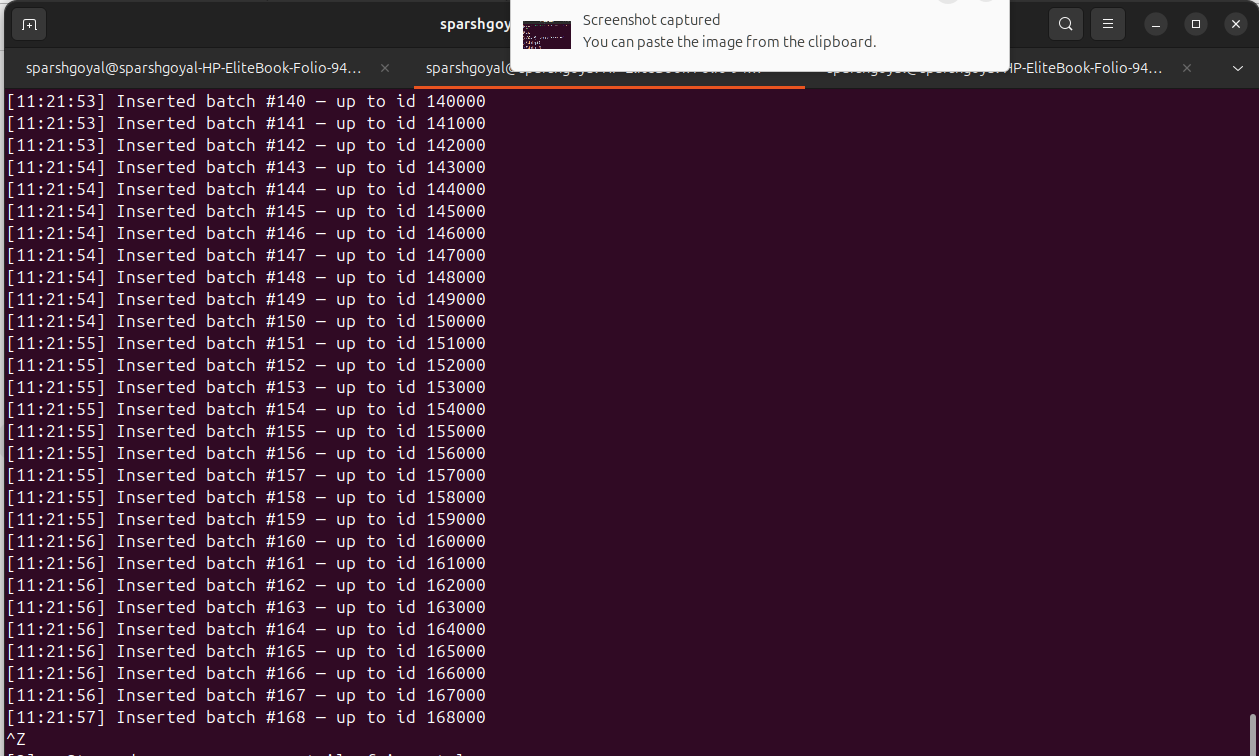 sparshgoy
Screenshot captured
You can paste the image from the clipboard.
sparshgoyal@sparshgoyal-HP-EliteBook-Folio-94...
sparshgoyal@sparshgoyal-HP-EliteBook-Folio-94...
sparshgoyal@sparshgoyal-HP-EliteBook-Folio-94...
[11:21:53] Inserted batch #140 — up to id 140000
[11:21:53] Inserted batch #141 — up to id 141000
[11:21:53] Inserted batch #142 — up to id 142000
[11:21:54] Inserted batch #143 — up to id 143000
[11:21:54] Inserted batch #144 — up to id 144000
[11:21:54] Inserted batch #145 — up to id 145000
[11:21:54] Inserted batch #146 — up to id 146000
[11:21:54] Inserted batch #147 — up to id 147000
[11:21:54] Inserted batch #148 — up to id 148000
[11:21:54] Inserted batch #149 — up to id 149000
[11:21:54] Inserted batch #150 — up to id 150000
[11:21:55] Inserted batch #151 — up to id 151000
[11:21:55] Inserted batch #152 — up to id 152000
[11:21:55] Inserted batch #153 — up to id 153000
[11:21:55] Inserted batch #154 — up to id 154000
[11:21:55] Inserted batch #155 — up to id 155000
[11:21:55] Inserted batch #156 — up to id 156000
[11:21:55] Inserted batch #157 — up to id 157000
[11:21:55] Inserted batch #158 — up to id 158000
[11:21:55] Inserted batch #159 — up to id 159000
[11:21:56] Inserted batch #160 — up to id 160000
[11:21:56] Inserted batch #161 — up to id 161000
[11:21:56] Inserted batch #162 — up to id 162000
[11:21:56] Inserted batch #163 — up to id 163000
[11:21:56] Inserted batch #164 — up to id 164000
[11:21:56] Inserted batch #165 — up to id 165000
[11:21:56] Inserted batch #166 — up to id 166000
[11:21:56] Inserted batch #167 — up to id 167000
[11:21:57] Inserted batch #168 — up to id 168000
^Z